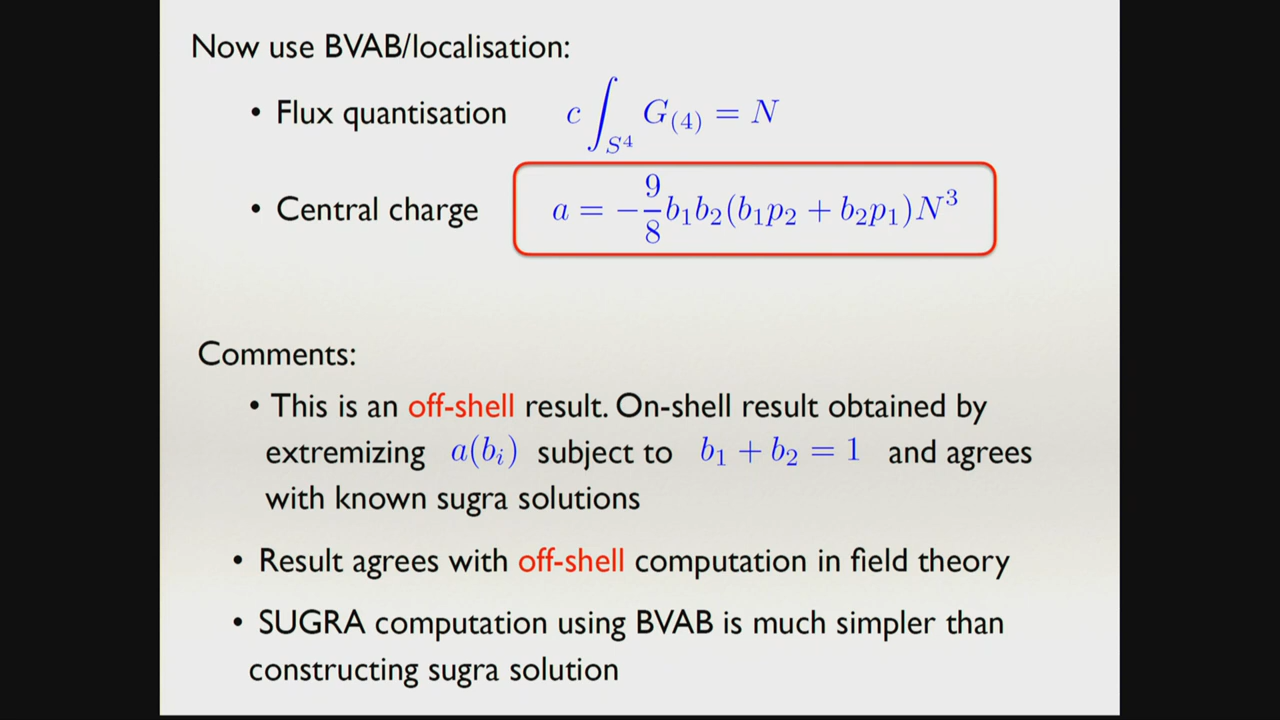 Now use BVAB/localisation:
• Flux quantisation $c \int_{S^4} G_{(4)} = N$
• Central charge $a = -\frac{9}{8} b_1 b_2 (b_1 p_2 + b_2 p_1) N^3$
Comments:
• This is an off-shell result. On-shell result obtained by
extremizing $a(b_i)$ subject to $b_1 + b_2 = 1$ and agrees
with known sugra solutions
• Result agrees with off-shell computation in field theory
• SUGRA computation using BVAB is much simpler than
constructing sugra solution